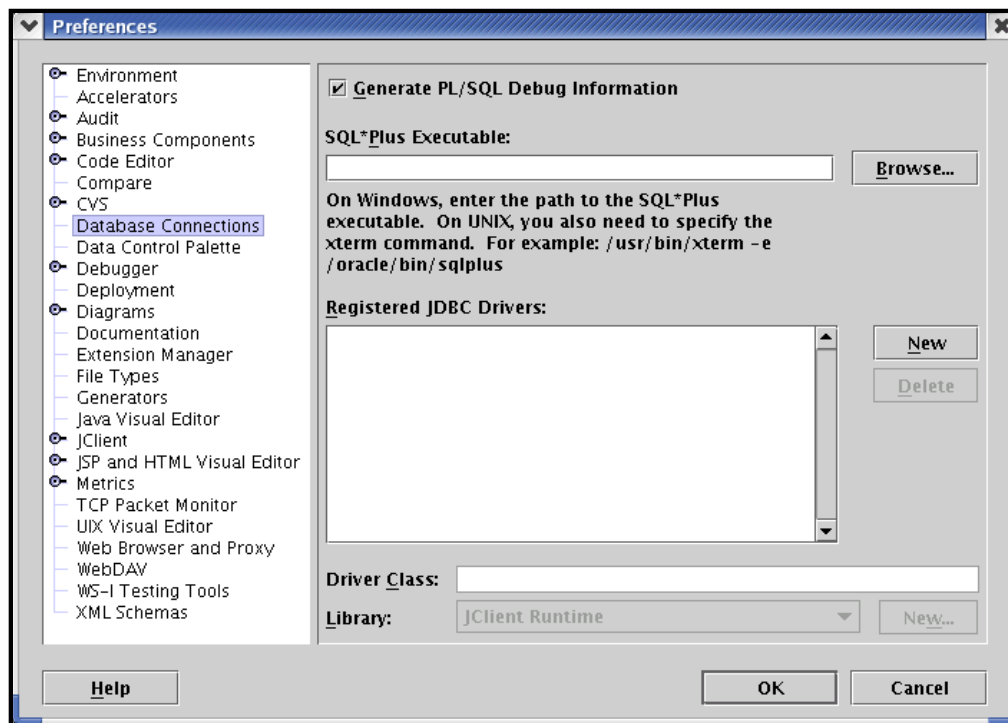 Preferences
Environment
Accelerators
Audit
Business Components
Code Editor
Compare
CVS
Database Connections
Data Control Palette
Debugger
Deployment
Diagrams
Documentation
Extension Manager
File Types
Generators
Java Visual Editor
JClient
JSP and HTML Visual Editor
Metrics
TCP Packet Monitor
UIX Visual Editor
Web Browser and Proxy
WebDAV
WS-I Testing Tools
XML Schemas
Generate PL/SQL Debug Information
SQL*Plus Executable:
Browse...
On Windows, enter the path to the SQL*Plus
executable. On UNIX, you also need to specify the
xterm command. For example: /usr/bin/xterm -e
/oracle/bin/sqlplus
Registered JDBC Drivers:
New
Delete
Driver Class:
Library: JClient Runtime New...
Help OK Cancel